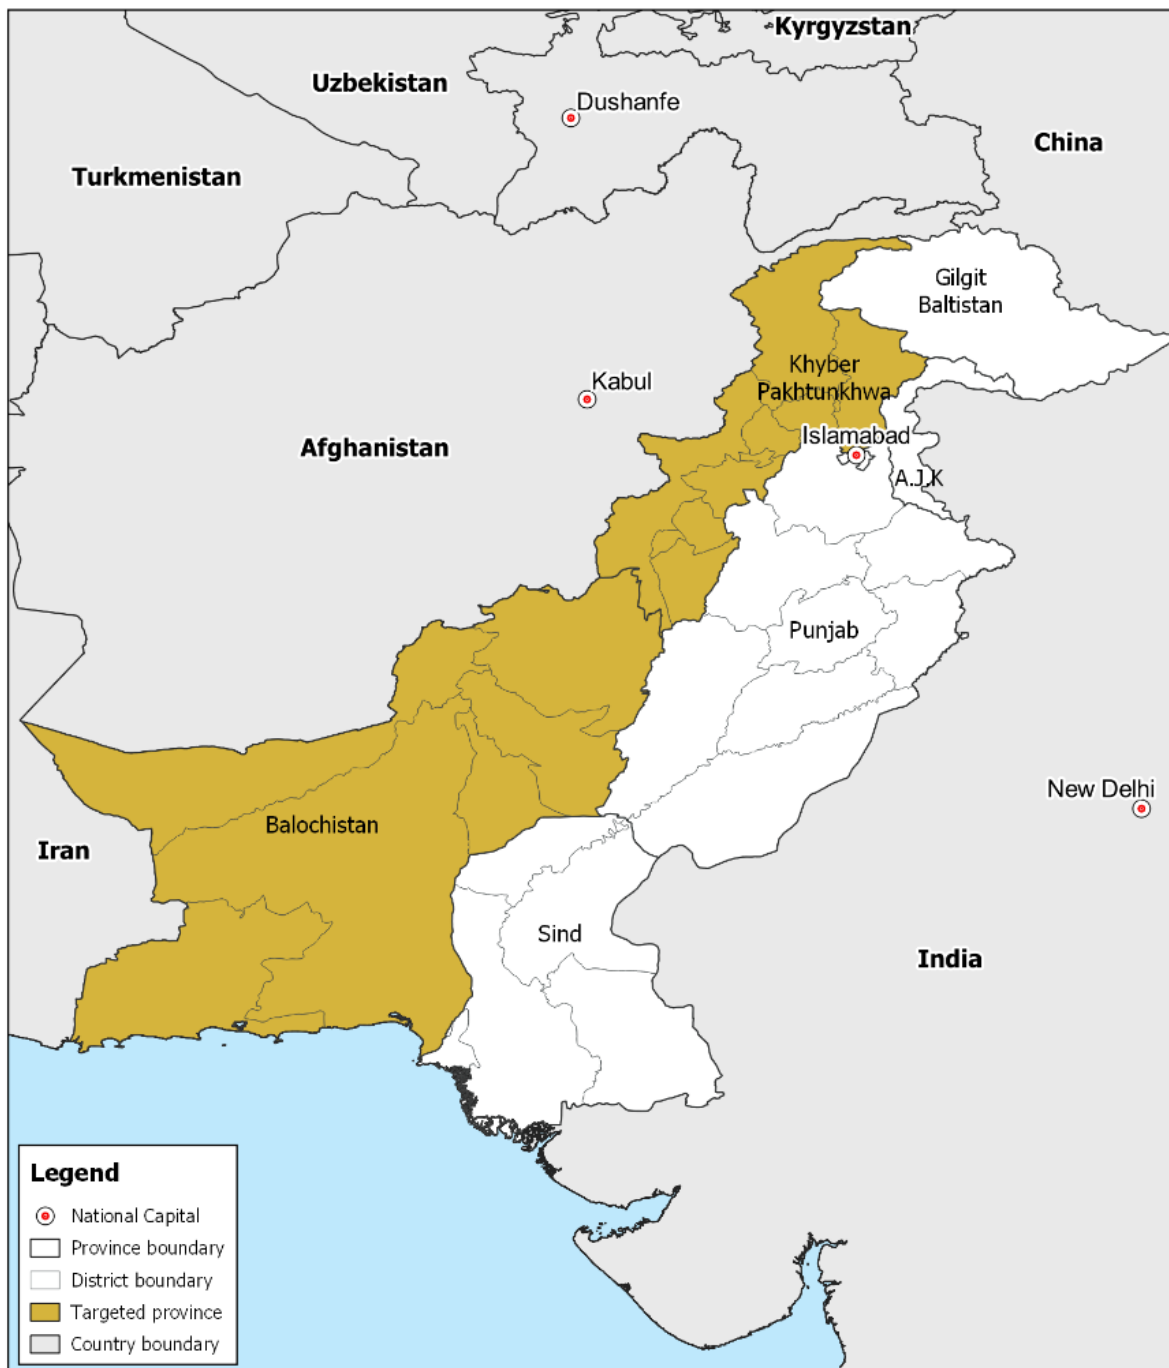 Kyrgyzstan
Uzbekistan
Dushanfe
China
Turkmenistan
Gilgit
Baltistan
Khyber
Pakhtunkhwa
Kabul
Islamabad
Afghanistan
A.J.K
Punjab
New Delhi
Balochistan
Iran
Sind
India
Legend
National Capital
Province boundary
District boundary
Targeted province
Country boundary